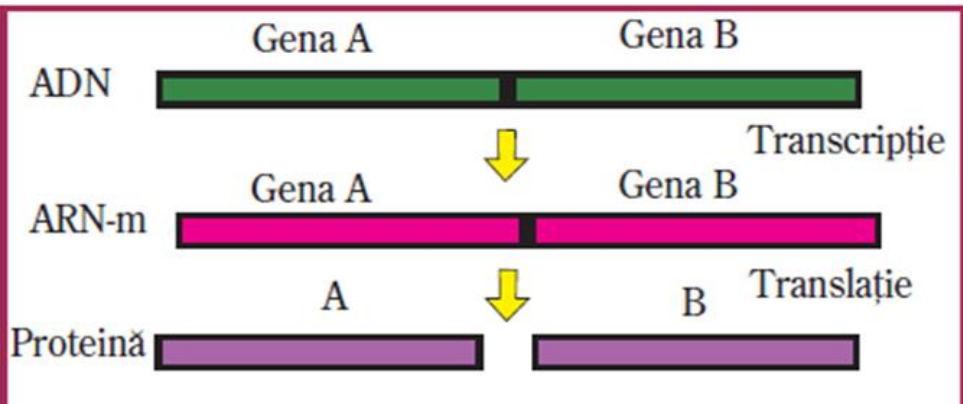 Gena A Gena B
ADN
Transcripție
Gena A Gena B
ARN-m
Translație
A B
Proteină